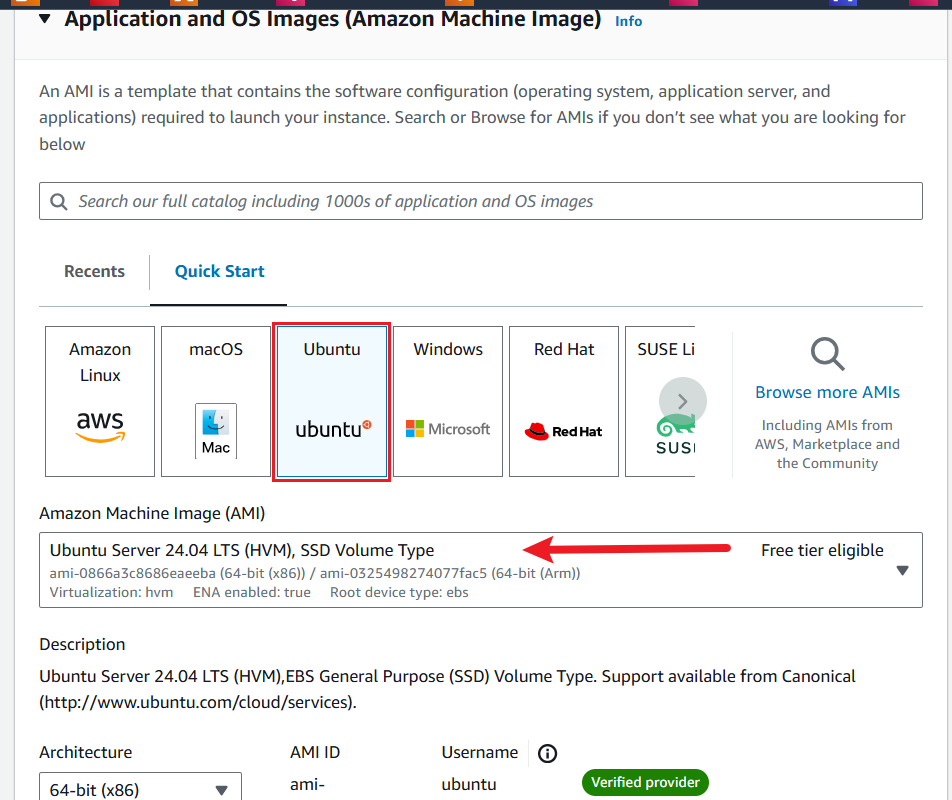 Application and OS Images (Amazon Machine Image) Info
An AMI is a template that contains the software configuration (operating system, application server, and
applications) required to launch your instance. Search or Browse for AMIs if you don't see what you are looking for
below
Search our full catalog including 1000s of application and OS images
Recents
Quick Start
Amazon
Linux
aws
macOS
Mac
Ubuntu
ubuntu
Windows
Microsoft
Red Hat
Red Hat
SUSE Li
SUS
Browse more AMIs
Including AMIs from
AWS, Marketplace and
the Community
Amazon Machine Image (AMI)
Ubuntu Server 24.04 LTS (HVM), SSD Volume Type
Free tier eligible
ami-0866a3c8686eaeeba (64-bit (x86)) / ami-0325498274077fac5 (64-bit (Arm))
Virtualization: hvm ENA enabled: true Root device type: ebs
Description
Ubuntu Server 24.04 LTS (HVM),EBS General Purpose (SSD) Volume Type. Support available from Canonical
(http://www.ubuntu.com/cloud/services).
Architecture
64-bit (x86)
AMI ID
ami-
Username
ubuntu
Verified provider